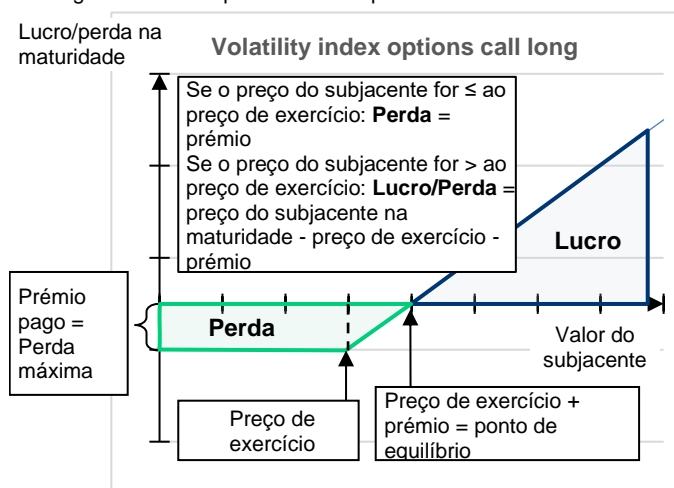 Lucro/perda na
maturidade
Volatility index options call long
Se o preço do subjacente for ≤ ao
preço de exercício: Perda =
prémio
Se o preço do subjacente for > ao
preço de exercício: Lucro/Perda =
preço do subjacente na
maturidade - preço de exercício -
prémio
Lucro
Prémio
pago =
Perda
máxima
Perda
Valor do
subjacente
Preço de
exercício
Preço de exercício +
prémio = ponto de
equilíbrio